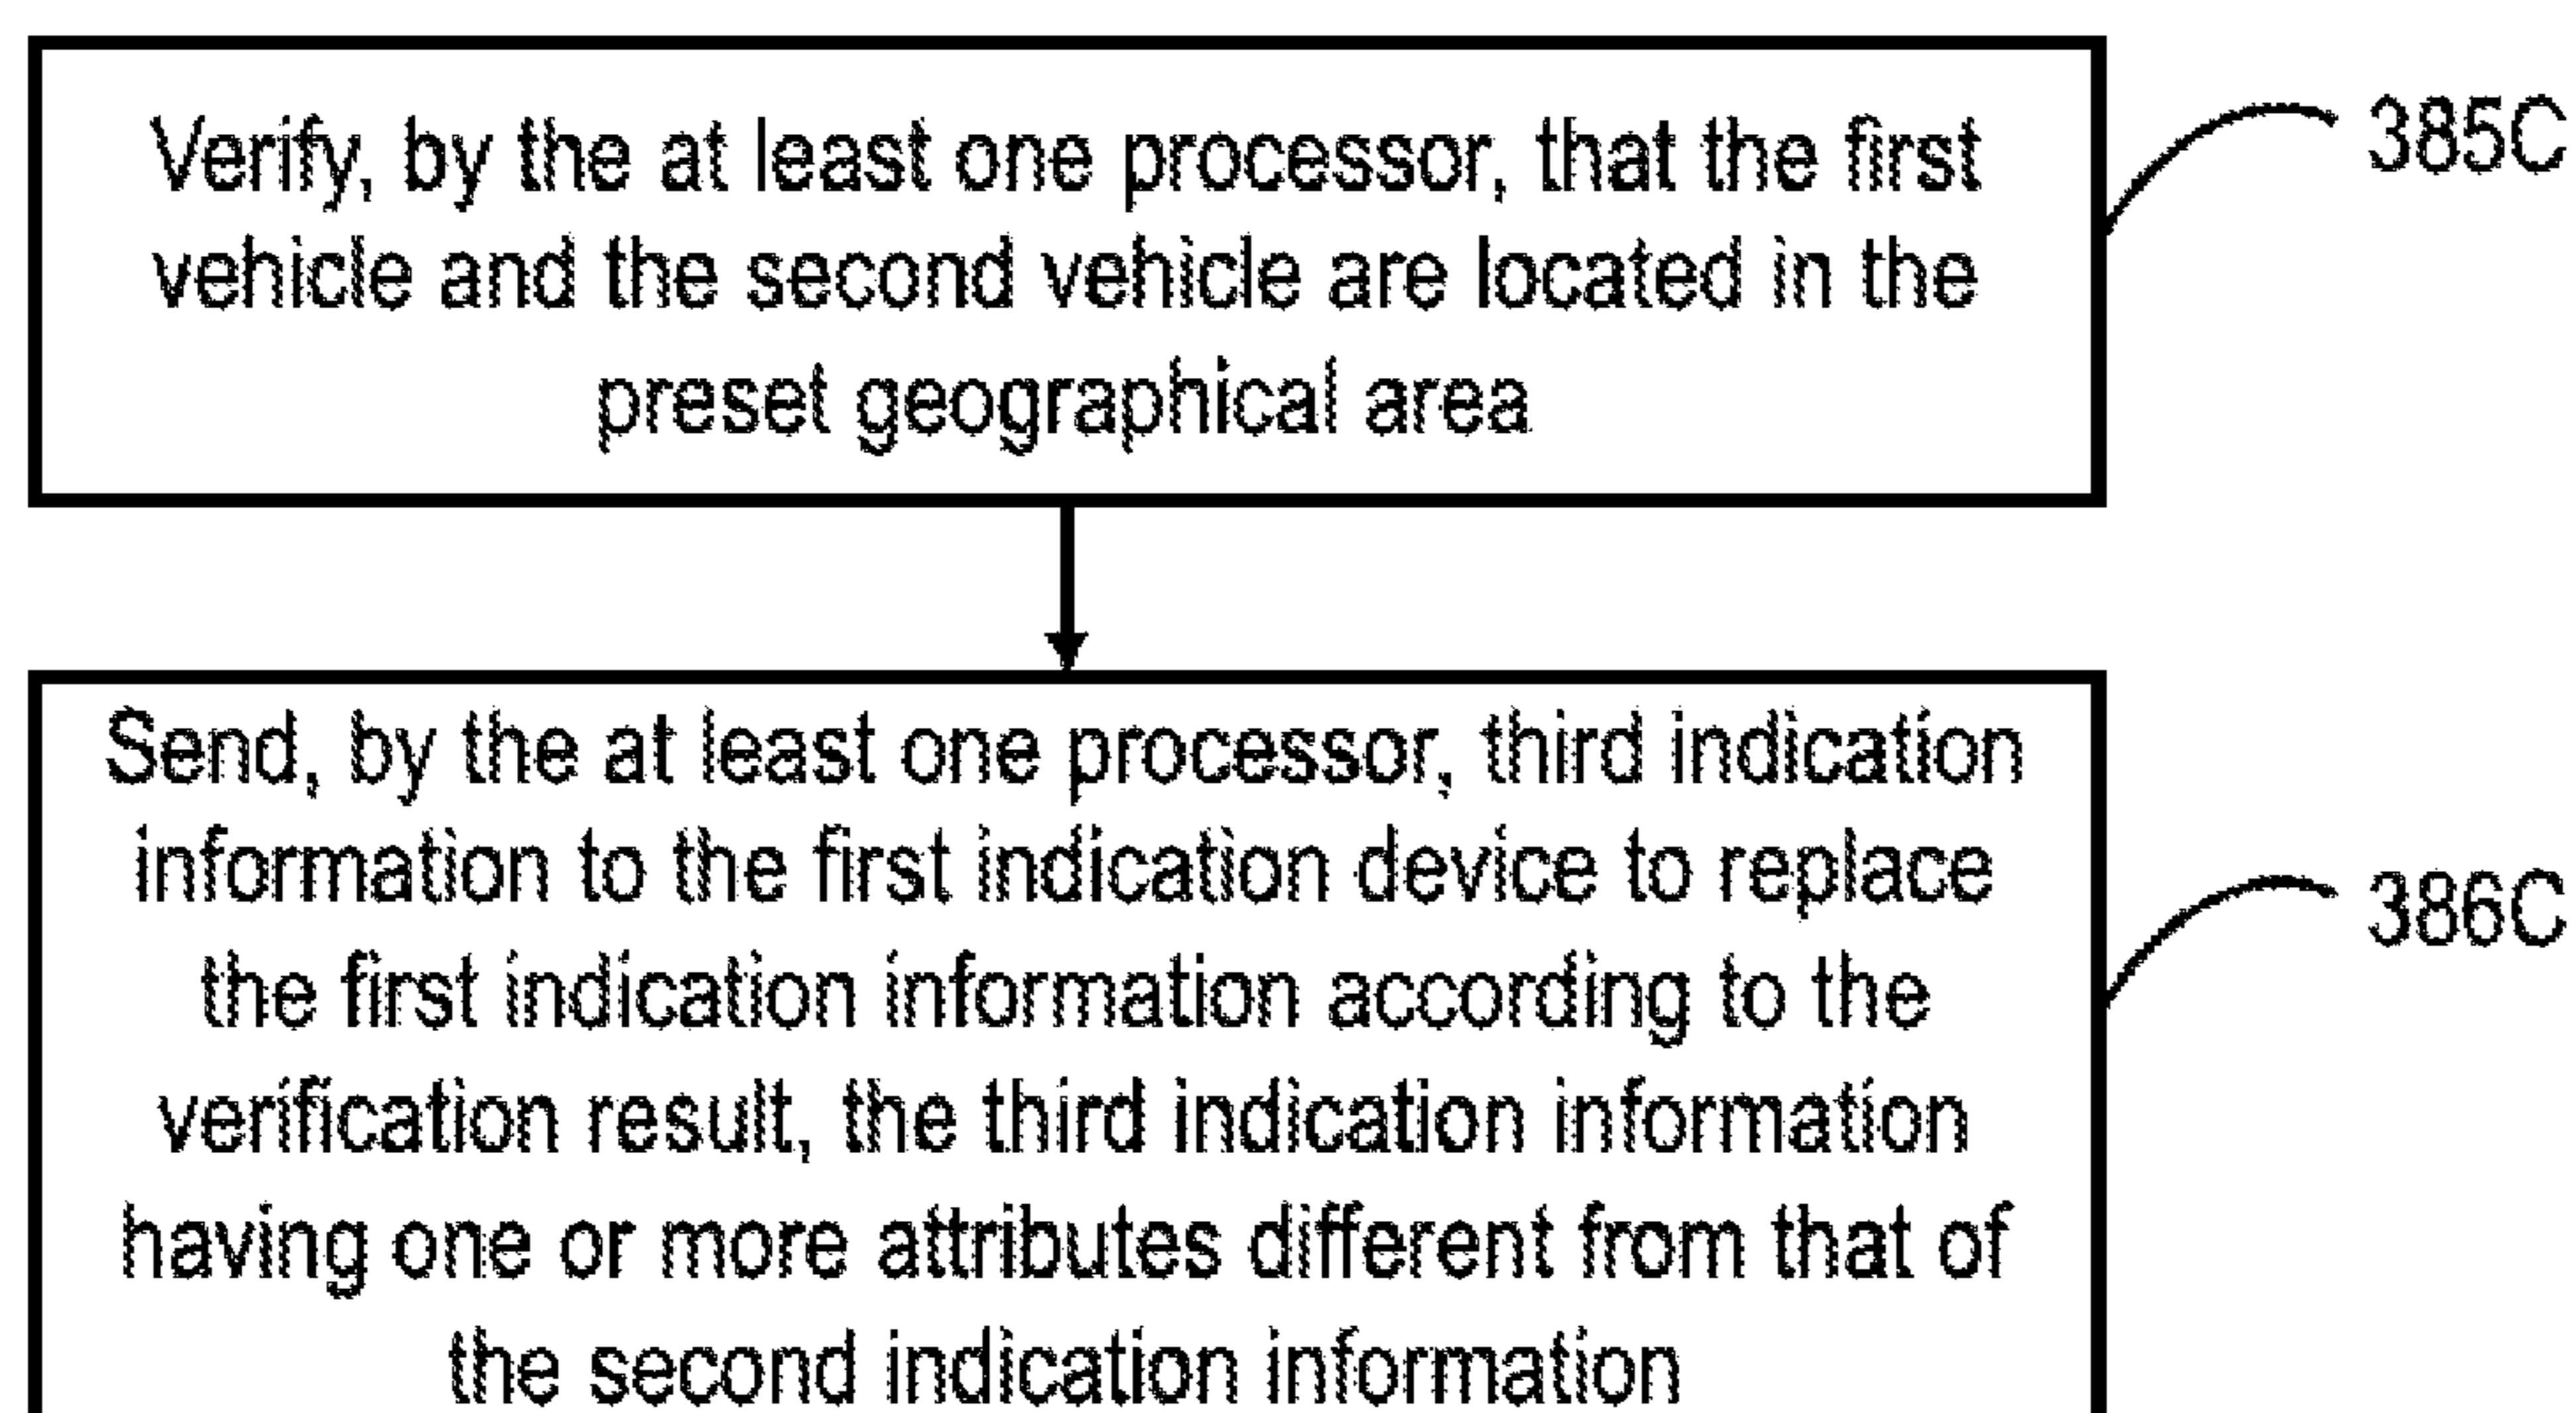 Verify, by the at least one processor, that the first
vehicle and the second vehicle are located in the
preset geographical area
385C
Send, by the at least one processor, third indication
information to the first indication device to replace
the first indication information according to the
verification result, the third indication information
having one or more attributes different from that of
the second indication information
386C